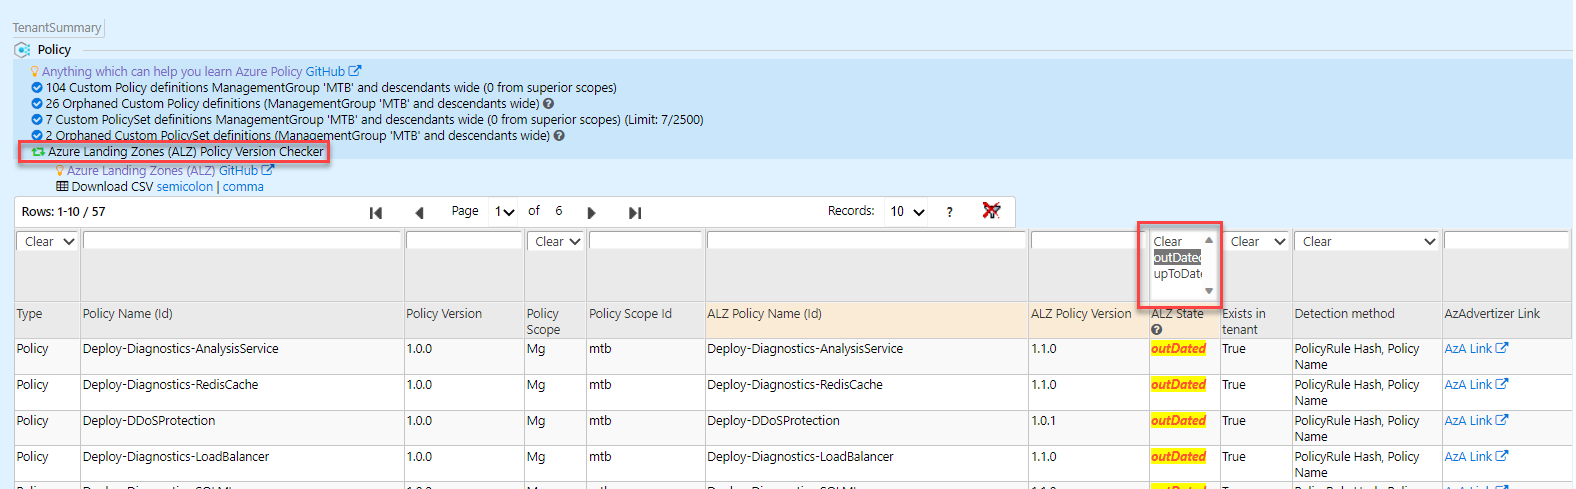 TenantSummary
Policy
Anything which can help you learn Azure Policy GitHub
104 Custom Policy definitions ManagementGroup 'MTB' and descendants wide (0 from superior scopes)
26 Orphaned Custom Policy definitions (ManagementGroup 'MTB' and descendants wide) ?
7 Custom PolicySet definitions ManagementGroup 'MTB' and descendants wide (0 from superior scopes) (Limit: 7/2500)
2 Orphaned Custom PolicySet definitions (ManagementGroup 'MTB' and descendants wide) ?
Azure Landing Zones (ALZ) Policy Version Checker
Azure Landing Zones (ALZ) GitHub
Download CSV semicolon | comma
Rows: 1-10 / 57 Page 1 of 6 Records: 10 ?
Clear Clear Clear Clear Clear
outDated
upToDate
Type Policy Name (Id) Policy Version Policy Scope Policy Scope Id ALZ Policy Name (Id) ALZ Policy Version ALZ State ? Exists in tenant Detection method AzAdvertizer Link
Policy Deploy-Diagnostics-AnalysisService 1.0.0 Mg mtb Deploy-Diagnostics-AnalysisService 1.1.0 outDated True PolicyRule Hash, Policy Name AzA Link
Policy Deploy-Diagnostics-RedisCache 1.0.0 Mg mtb Deploy-Diagnostics-RedisCache 1.1.0 outDated True PolicyRule Hash, Policy Name AzA Link
Policy Deploy-DDoSProtection 1.0.0 Mg mtb Deploy-DDoSProtection 1.0.1 outDated True PolicyRule Hash, Policy Name AzA Link
Policy Deploy-Diagnostics-LoadBalancer 1.0.0 Mg mtb Deploy-Diagnostics-LoadBalancer 1.1.0 outDated True PolicyRule Hash, Policy Name AzA Link